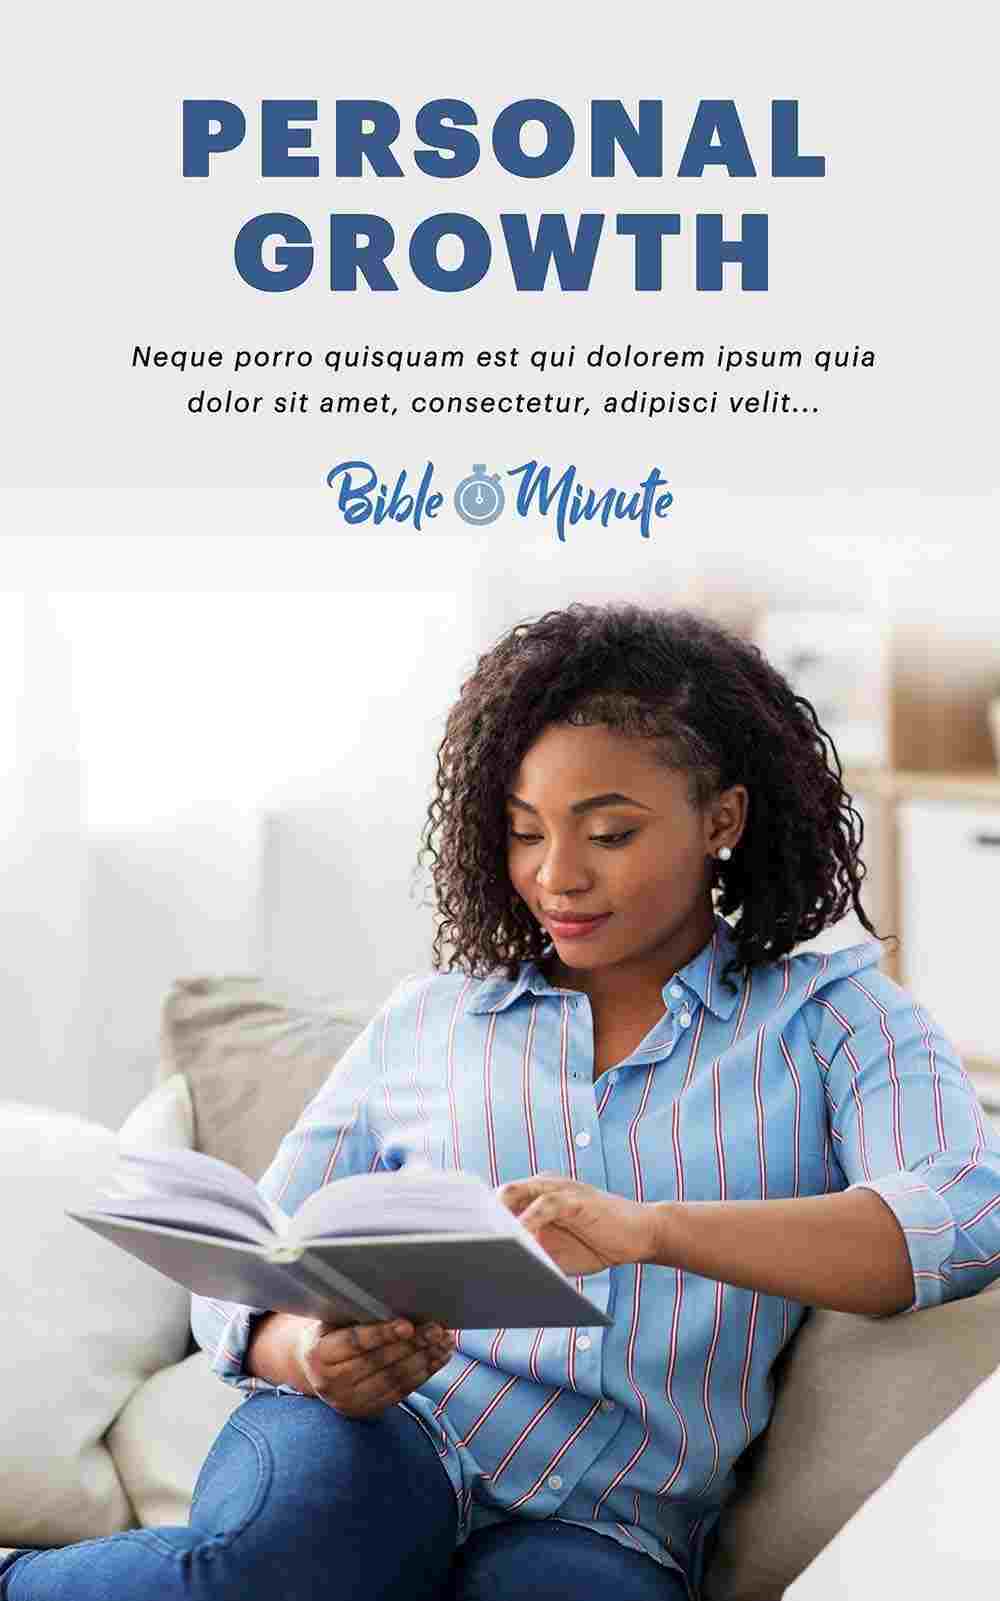 PERSONAL
GROWTH
Neque porro quisquam est qui dolorem ipsum quia
dolor sit amet, consectetur, adipisci velit...
Bible Minute